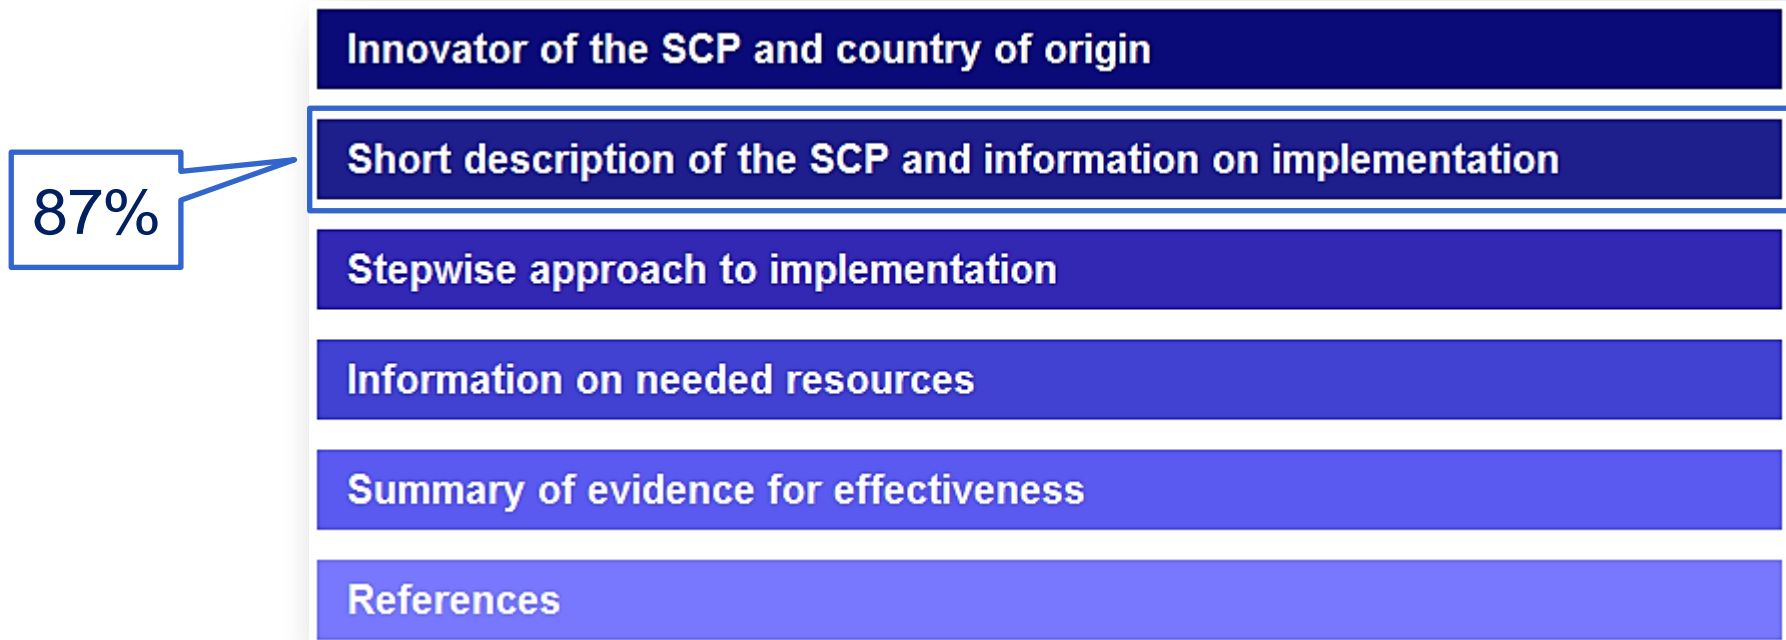 Innovator of the SCP and country of origin
87%
Short description of the SCP and information on implementation
Stepwise approach to implementation
Information on needed resources
Summary of evidence for effectiveness
References